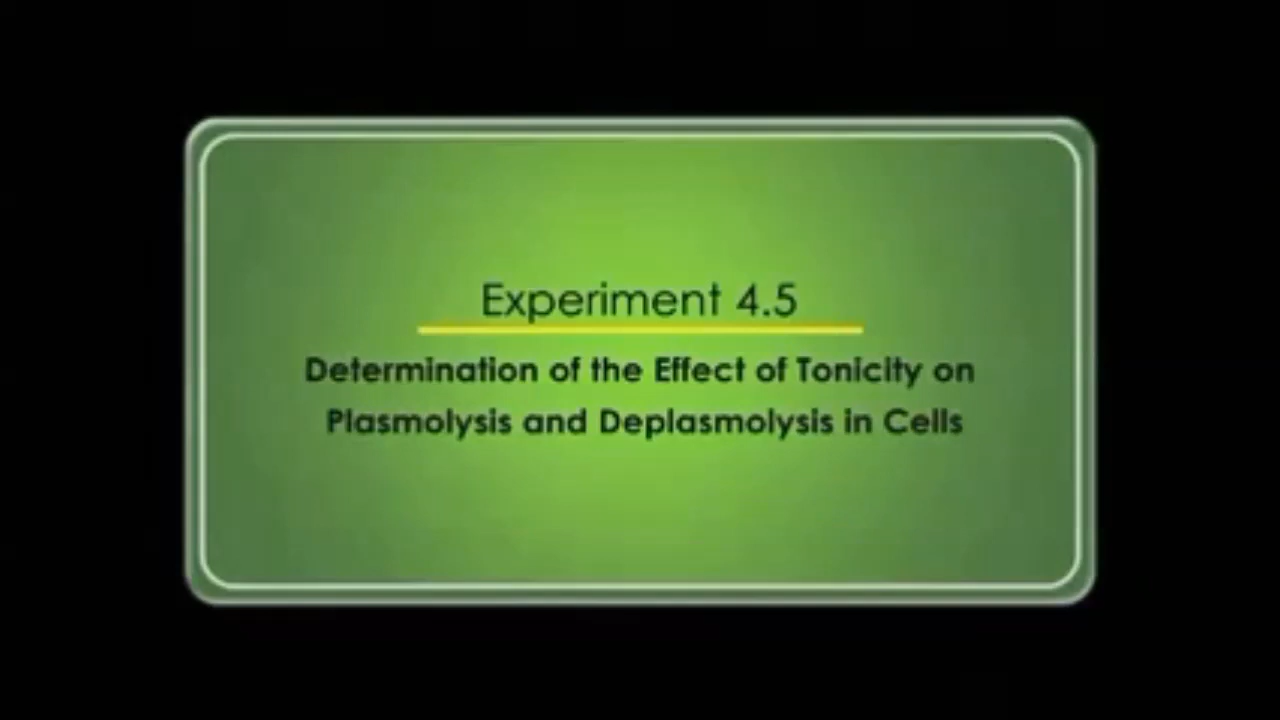 Experiment 4.5
Determination of the Effect of Tonicity on
Plasmolysis and Deplasmolysis in Cells